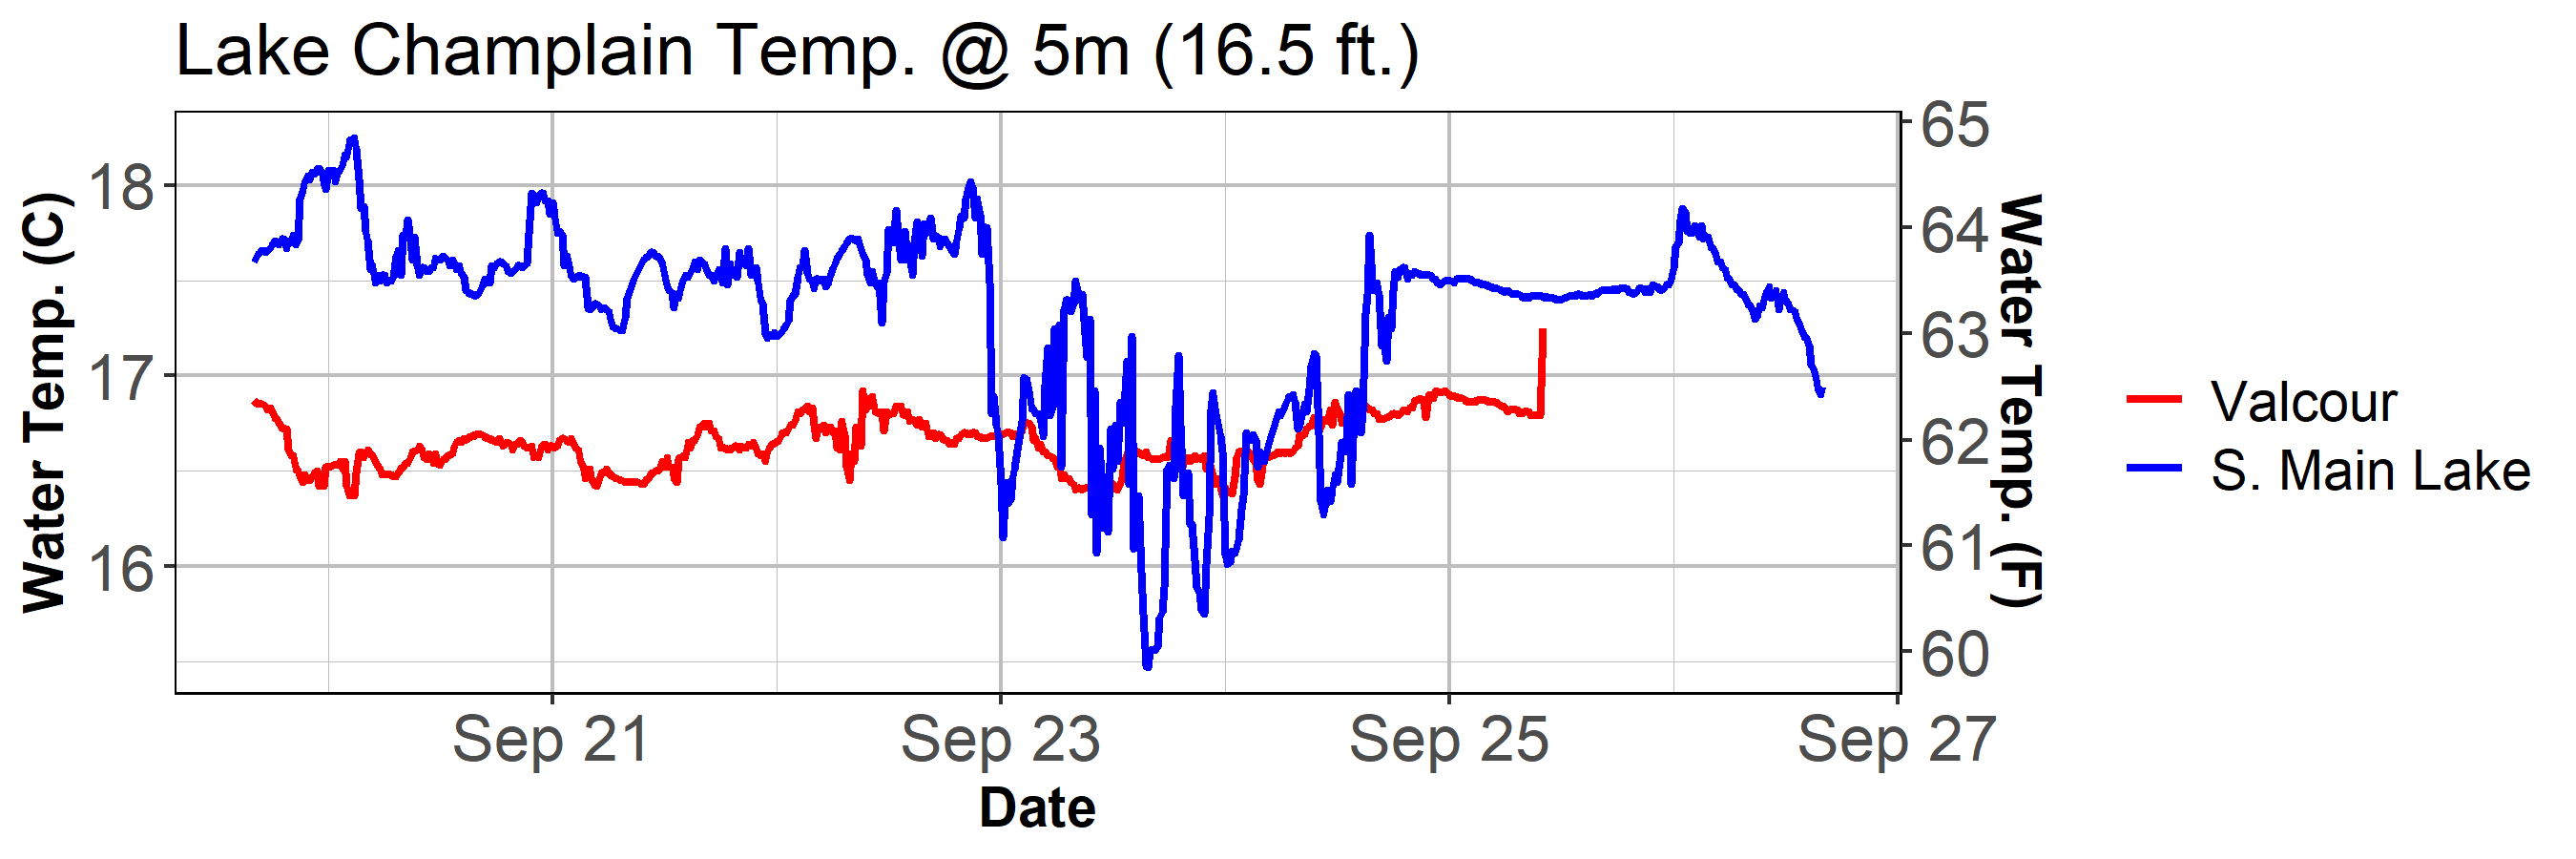 Lake Champlain Temp. @ 5m (16.5 ft.)
Water Temp. (C)
18
17
16
65
64
63
62
61
60
Water Temp. (F)
Sep 21
Sep 23
Sep 25
Sep 27
Date
Valcour
S. Main Lake